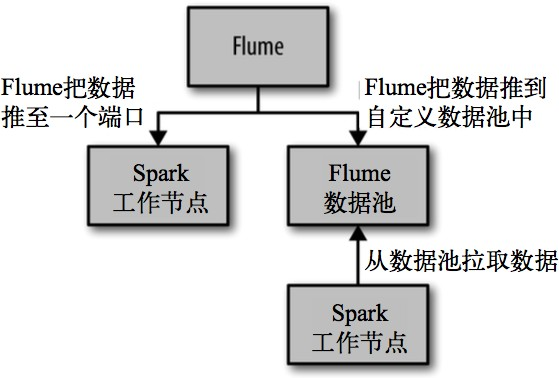 Flume
Flume把数据
推至一个端口
Flume把数据推到
自定义数据池中
Spark
工作节点
Flume
数据池
从数据池拉取数据
Spark
工作节点